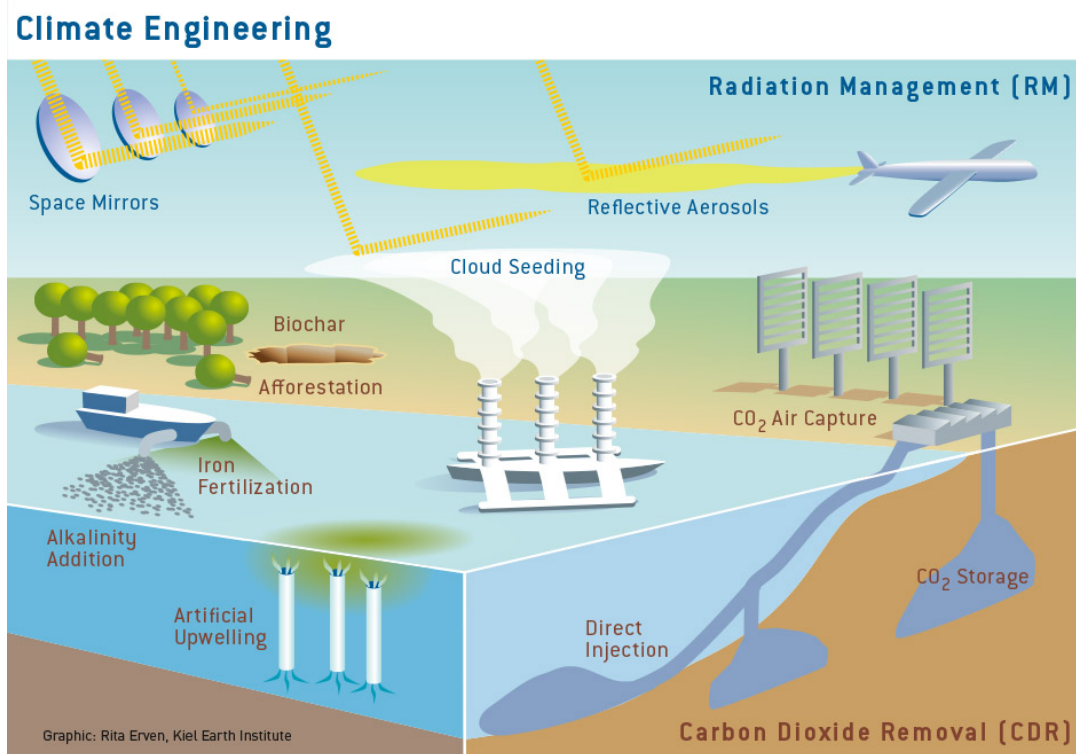 Climate Engineering
Radiation Management (RM)
Space Mirrors
Reflective Aerosols
Cloud Seeding
Biochar
Afforestation
CO₂ Air Capture
Iron
Fertilization
Alkalinity
Addition
CO₂ Storage
Artificial
Upwelling
Direct
Injection
Graphic: Rita Erven, Kiel Earth Institute
Carbon Dioxide Removal (CDR)